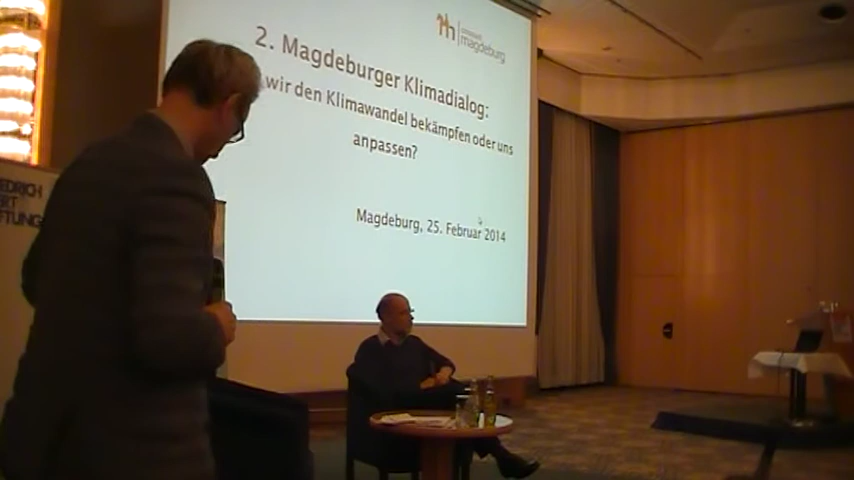 magdeburg
2. Magdeburger Klimadialog:
wir den Klimawandel bekämpfen oder uns
anpassen?
Magdeburg, 25. Februar 2014
EDRICH
ERT
FTUNG